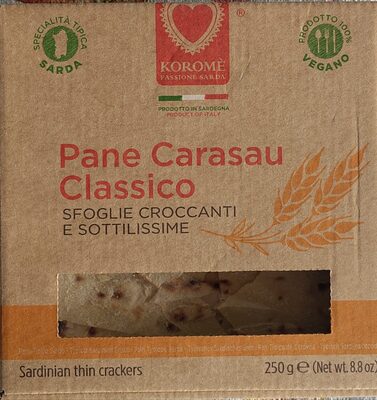 SPECIALITÀ TIPICA
SARDA
KOROMÈ
PASSIONE SARDA
®
PRODOTTO 100%
VEGANO
PRODOTTO IN SARDEGNA
PRODUCT OF ITALY
Pane Carasau
Classico
SFOGLIE CROCCANTI
E SOTTILISSIME
Sardinian thin crackers
250 g e (Net wt. 8.8 oz)